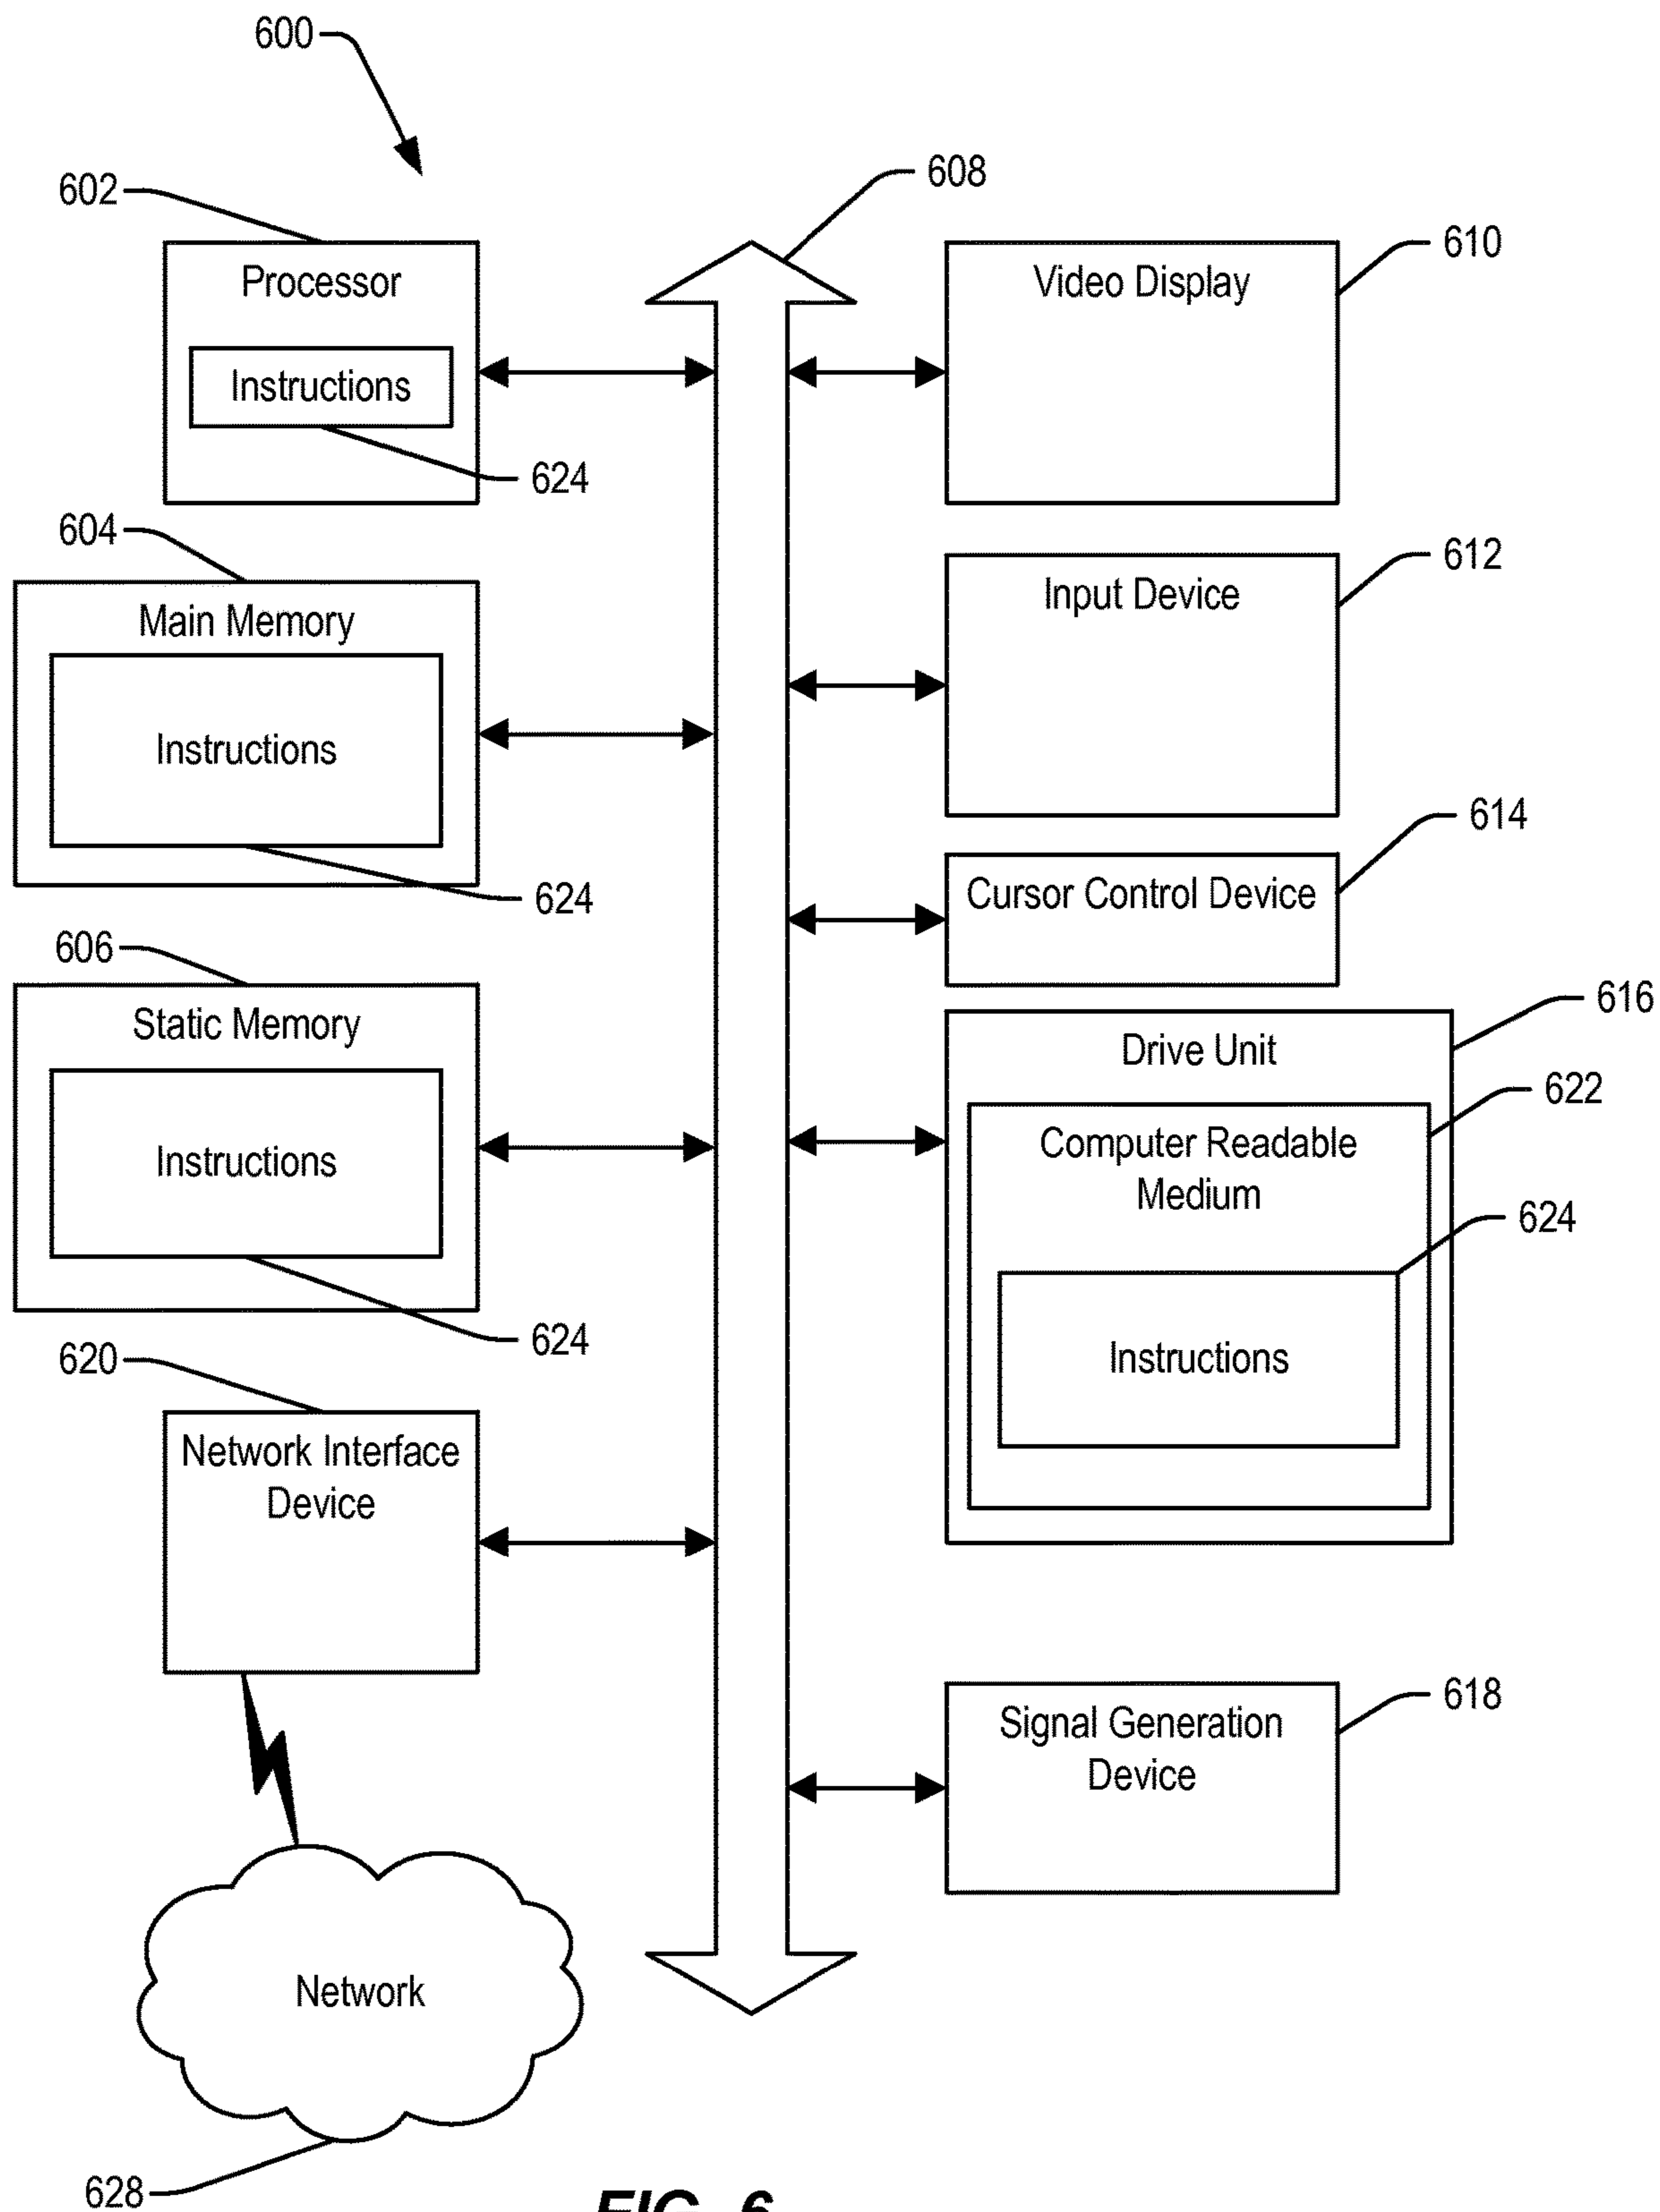 600
602
608
610
Processor
Instructions
624
Video Display
604
Main Memory
Instructions
624
612
Input Device
614
Cursor Control Device
606
Static Memory
Instructions
624
616
Drive Unit
622
Computer Readable
Medium
624
Instructions
620
Network Interface
Device
618
Signal Generation
Device
Network
628
FIG. 6